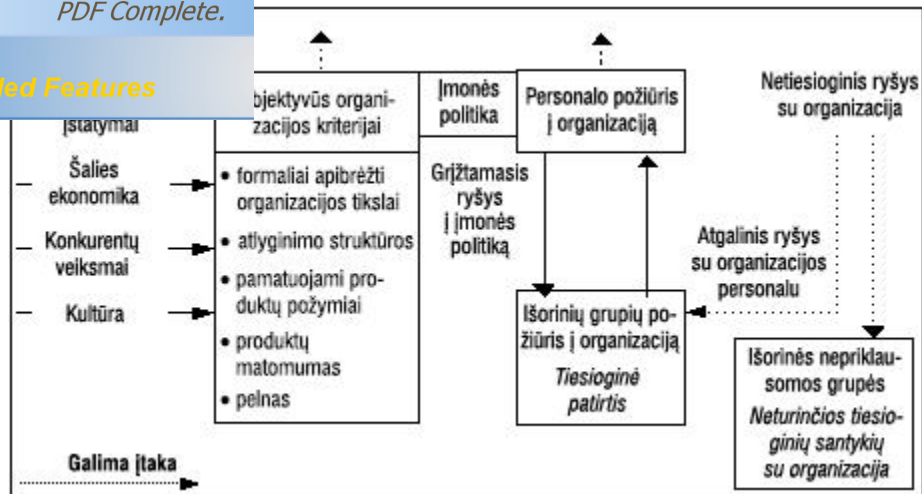 PDF Complete.
Features
Įstatymai
Šalies
ekonomika
Konkurentų
veiksmai
Kultūra
organi-
zacijos kriterijai
• formaliai apibrėžti
organizacijos tikslai
• atlyginimo struktūros
• pamatuojami pro-
duktų požymiai
• produktų
matomumas
• pelnas
Įmonės
politika
Grįžtamasis
ryšys
į įmonės
politiką
Personalo požiūris
į organizaciją
Išorinių grupių po-
žiūris į organizaciją
Tiesioginė
patirtis
Netiesioginis ryšys
su organizacija
Atgalinis ryšys
su organizacijos
personalu
Išorinės nepriklau-
somos grupės
Neturinčios tiesio-
ginių santykių
su organizacija
Galima įtaka